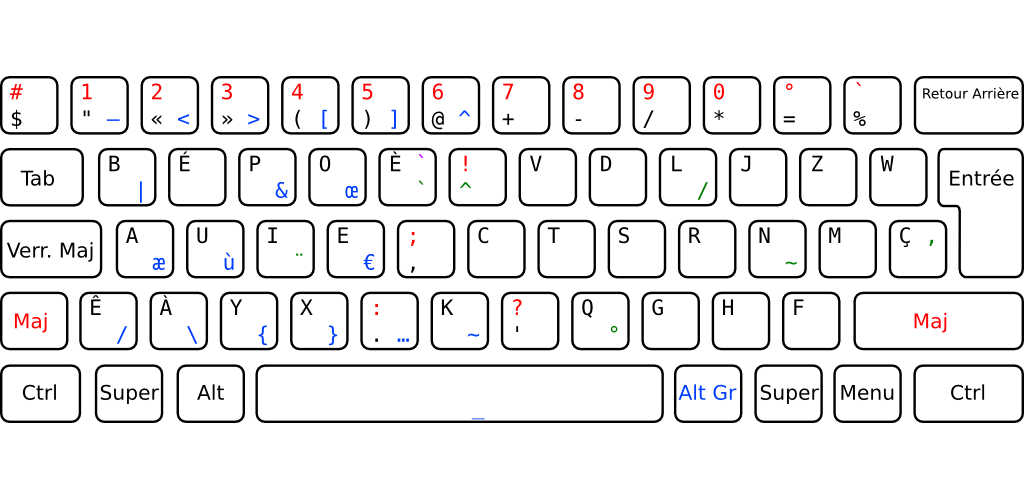 # 1 2 3 4 5 6 7 8 9 0 ° ` Retour Arrière
$ " – « < » > ( [ ) ] @ ^ + - / * = %
Tab B É P O È ` ! V D L J Z W Entrée
| & œ ` ^ /
Verr. Maj A U I E ; C T S R N M Ç ,
æ ù ¨ € , ~
Maj Ê À Y X : K ? Q G H F Maj
/ \ { } . … ~ ' °
Ctrl Super Alt _ Alt Gr Super Menu Ctrl